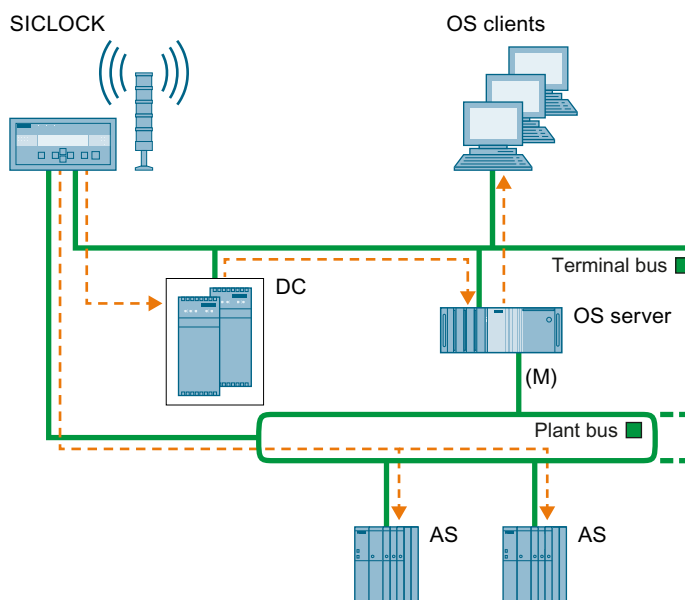 SICLOCK
OS clients
Terminal bus
DC
OS server
(M)
Plant bus
AS
AS